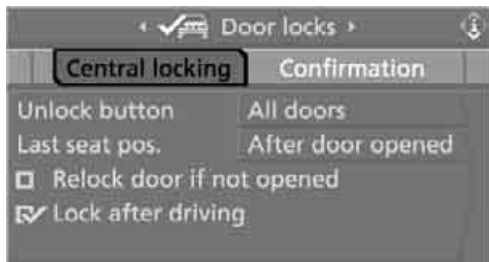 Door locks
Central locking Confirmation
Unlock button All doors
Last seat pos. After door opened
Relock door if not opened
Lock after driving